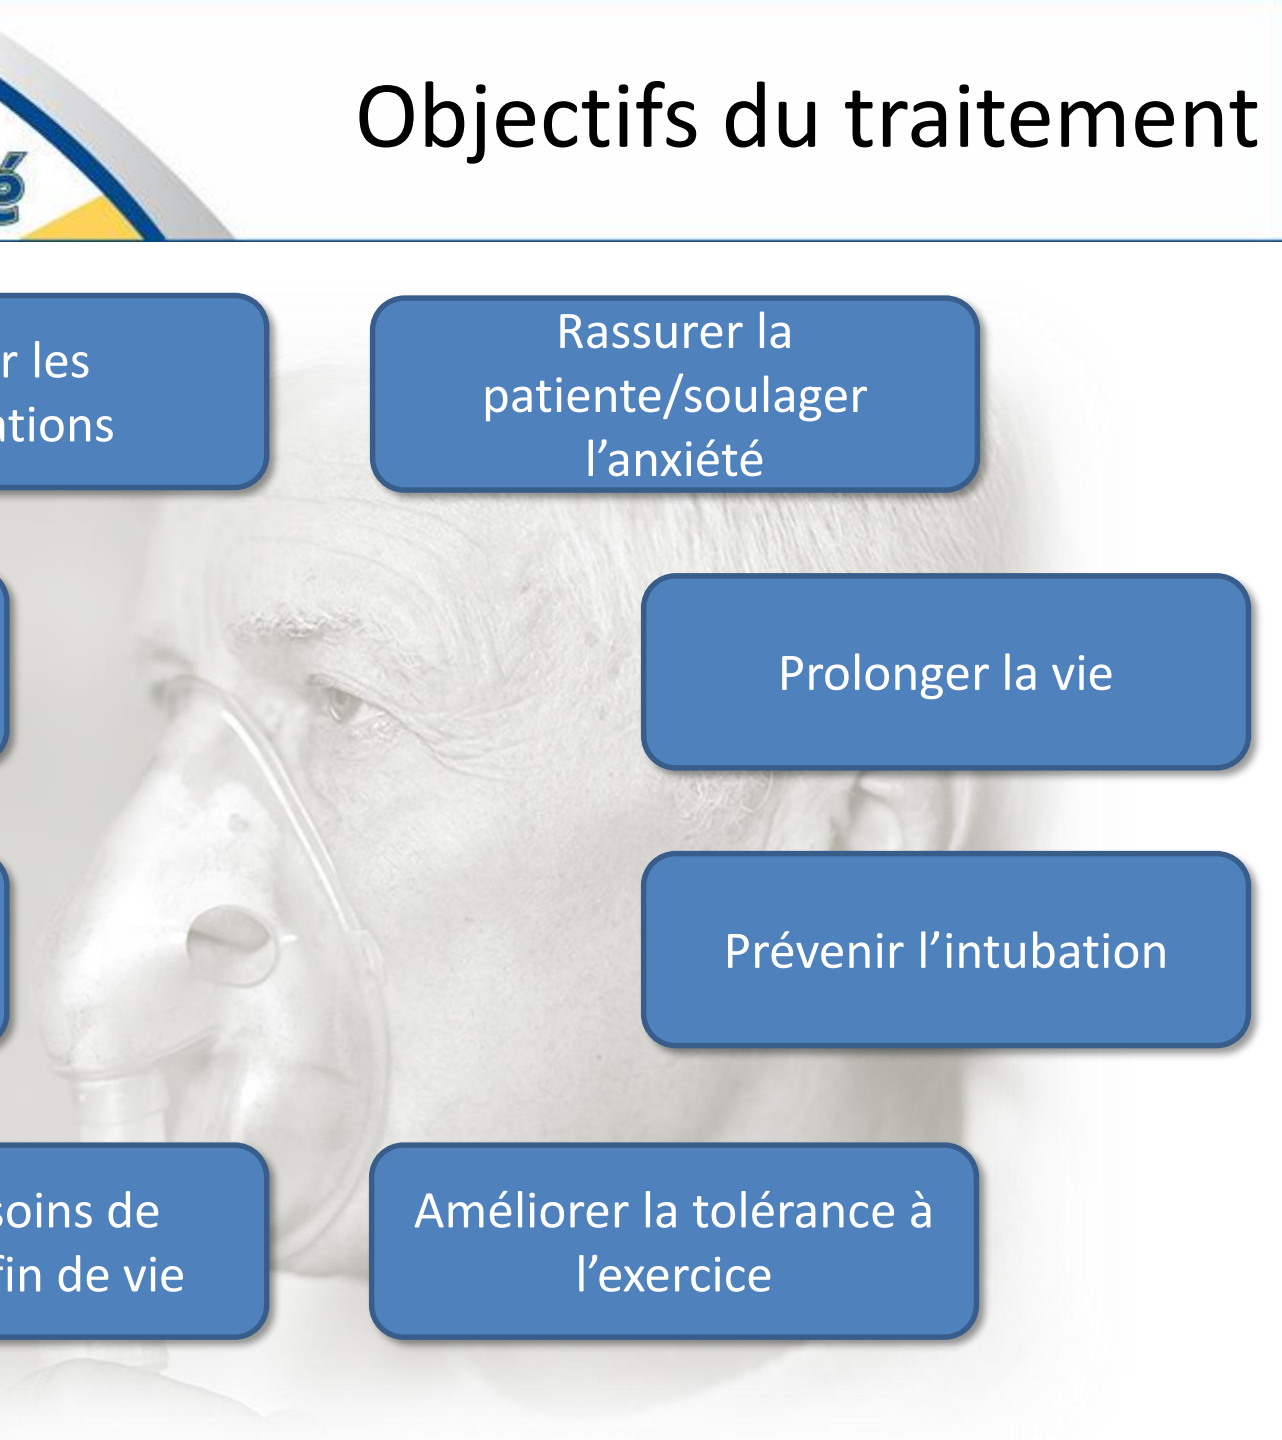 é
Objectifs du traitement
r les
ations
Rassurer la
patiente/soulager
l’anxiété
Prolonger la vie
Prévenir l’intubation
soins de
fin de vie
Améliorer la tolérance à
l’exercice